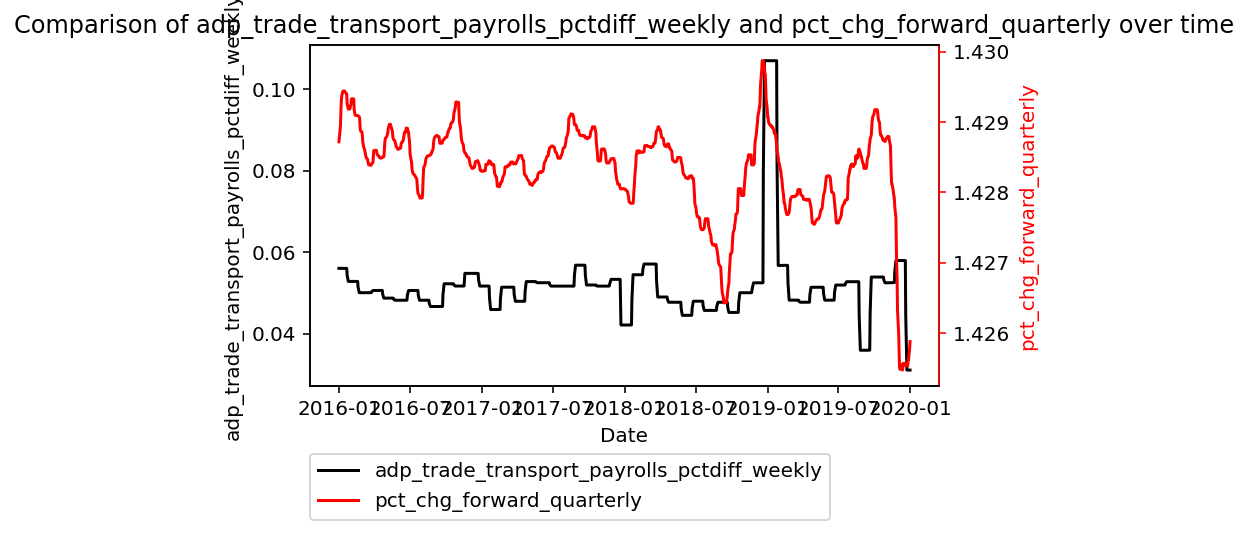 Comparison of adp_trade_transport_payrolls_pctdiff_weekly and pct_chg_forward_quarterly over time
adp_trade_transport_payrolls_pctdiff_weekly
0.10
0.08
0.06
0.04
1.430
1.429
1.428
1.427
1.426
pct_chg_forward_quarterly
2016-01 2016-07 2017-01 2017-07 2018-01 2018-07 2019-01 2019-07 2020-01
Date
adp_trade_transport_payrolls_pctdiff_weekly
pct_chg_forward_quarterly